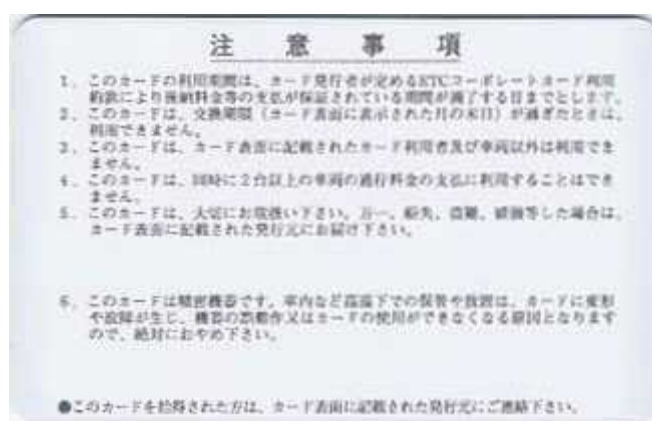 注意事項
1. このカードの利用期間は、カード発行者が定めるETCコーポレートカード利用
約款により後納料金等の支払が保証されている期間が満了する日までとします。
2. このカードは、交換期限（カード表面に表示された月の末日）が過ぎたときは、
利用できません。
3. このカードは、カード表面に記載されたカード利用者及び車両以外は利用でき
ません。
4. このカードは、同時に2台以上の車両の通行料金の支払に利用することはでき
ません。
5. このカードは、大切にお取扱い下さい。万一、紛失、盗難、破損等した場合は、
カード表面に記載された発行元にお届け下さい。
6. このカードは精密機器です。車内など高温下での保管や放置は、カードに変形
や故障が生じ、機器の誤動作又はカードの使用ができなくなる原因となります
ので、絶対におやめ下さい。
●このカードを拾得された方は、カード表面に記載された発行元にご連絡下さい。